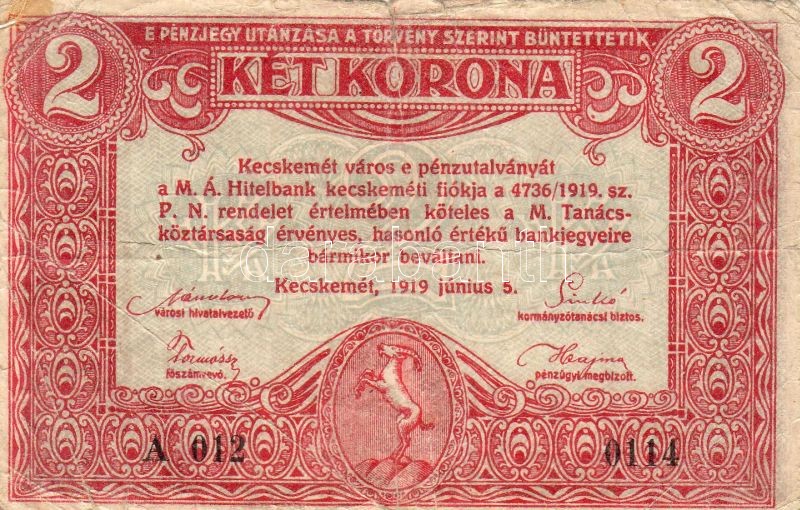 E PÉNZJEGY UTÁNZÁSA A TÖRVÉNY SZERINT BÜNTETTETIK
2 KÉT KORONA 2
Kecskemét város e pénzutalványát
a M. Á. Hitelbank kecskeméti fiókja a 4736/1919. sz.
P. N. rendelet értelmében köteles a M. Tanács-
köztársaság érvényes, hasonló értékű bankjegyeire
bármikor beváltani.
Kecskemét, 1919 június 5.
városi hivatalvezető
Sinkó
kormányzótanácsi biztos.
főszámvevő.
Hajma
pénzügyi megbízott.
A 012
0114